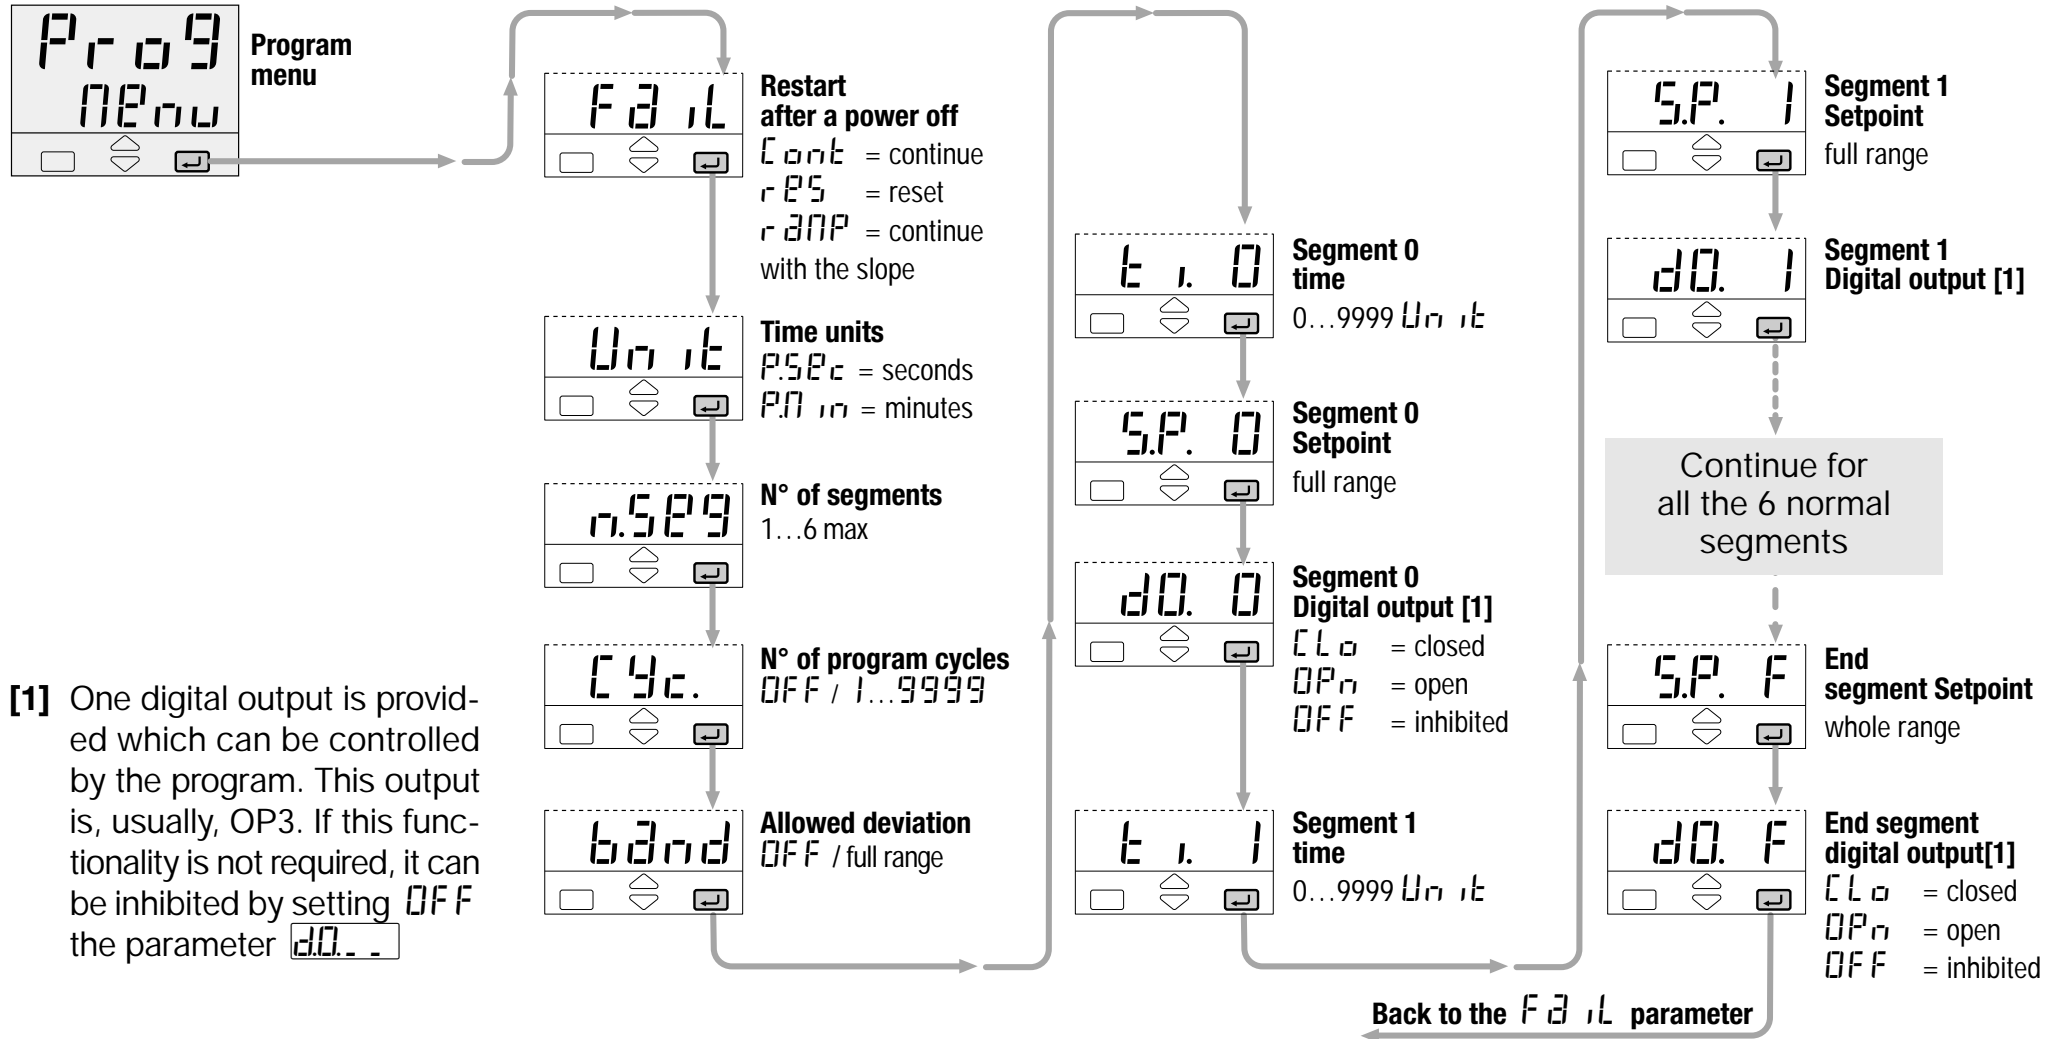 Prog
MEnu
Program
menu
FaiL
Restart
after a power off
Cont = continue
rES = reset
raMP = continue
with the slope
Unit
Time units
P.SEc = seconds
P.Min = minutes
n.SEg
N° of segments
1…6 max
CYc.
N° of program cycles
OFF / 1…9999
band
Allowed deviation
OFF / full range
ti. 0
Segment 0
time
0…9999 Unit
S.P. 0
Segment 0
Setpoint
full range
dO. 0
Segment 0
Digital output [1]
CLo = closed
OPn = open
OFF = inhibited
ti. 1
Segment 1
time
0…9999 Unit
S.P. 1
Segment 1
Setpoint
full range
dO. 1
Segment 1
Digital output [1]
Continue for
all the 6 normal
segments
S.P. F
End
segment Setpoint
whole range
dO. F
End segment
digital output[1]
CLo = closed
OPn = open
OFF = inhibited
Back to the FaiL parameter
[1] One digital output is provid-
ed which can be controlled
by the program. This output
is, usually, OP3. If this func-
tionality is not required, it can
be inhibited by setting OFF
the parameter d.O._ _